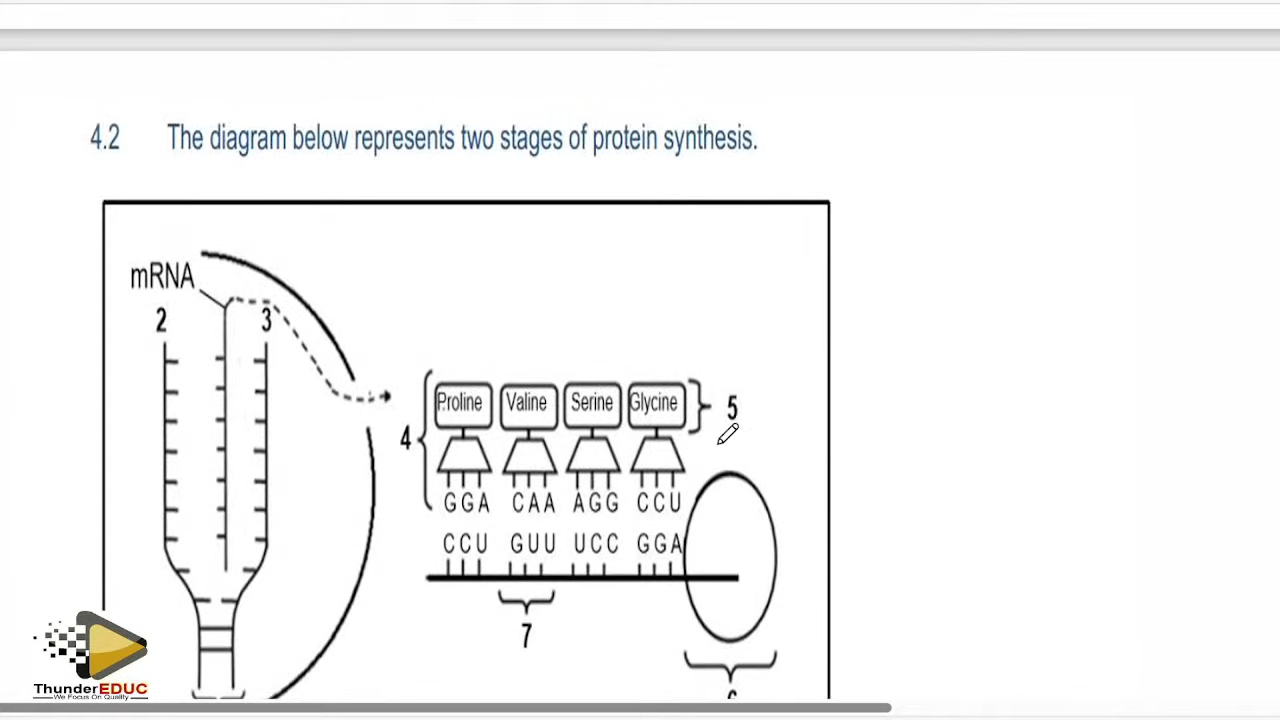 4.2 The diagram below represents two stages of protein synthesis.
mRNA
2 3
Proline Valine Serine Glycine 5
4
GGA CAA AGG CCU
CCU GUU UCC GGA
7
ThunderEDUC
We Focus On Quality